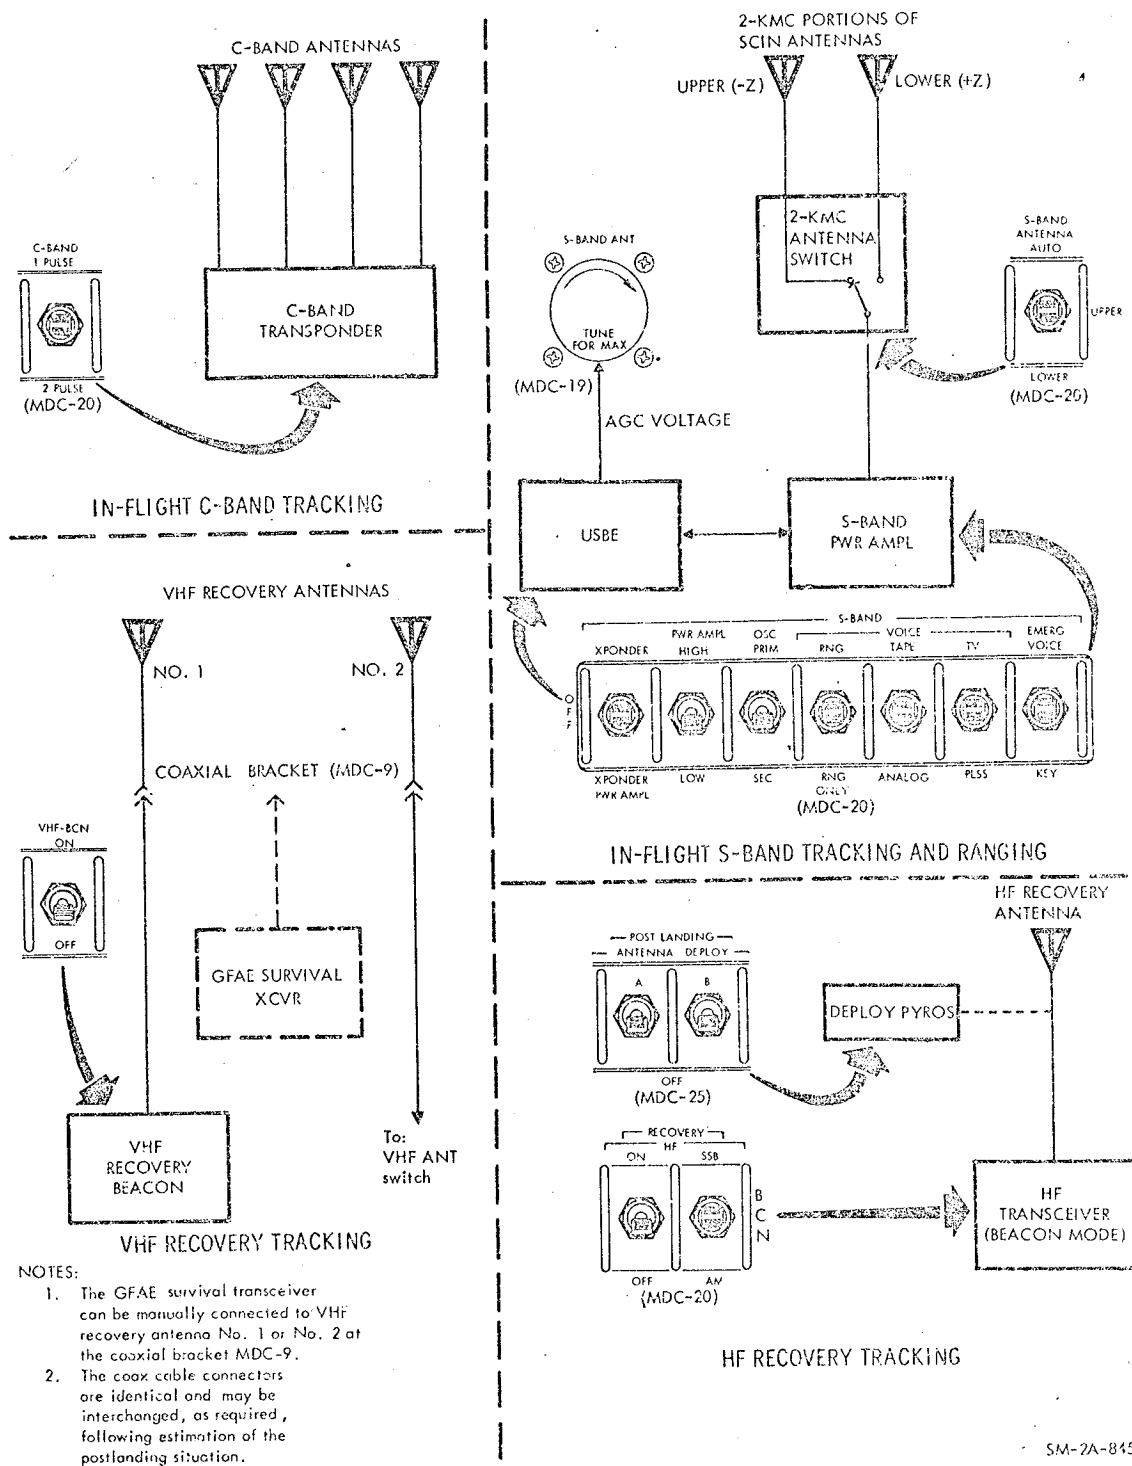 C-BAND ANTENNAS
C-BAND
1 PULSE
2 PULSE
(MDC-20)
C-BAND
TRANSPONDER
IN-FLIGHT C-BAND TRACKING
2-KMC PORTIONS OF
SCIN ANTENNAS
UPPER (-Z)
LOWER (+Z)
2-KMC
ANTENNA
SWITCH
S-BAND
ANTENNA
AUTO
UPPER
LOWER
(MDC-20)
S-BAND ANT
TUNE
FOR MAX
(MDC-19)
AGC VOLTAGE
USBE
S-BAND
PWR AMPL
S-BAND
XPONDER
PWR AMPL
HIGH
OSC
PRIM
VOICE
RNG
TAPE
TV
EMERG
VOICE
OFF
XPONDER
PWR AMPL
LOW
SEC
RNG
ONLY
ANALOG
PLSS
KEY
(MDC-20)
IN-FLIGHT S-BAND TRACKING AND RANGING
VHF RECOVERY ANTENNAS
NO. 1
NO. 2
COAXIAL BRACKET (MDC-9)
VHF-BCN
ON
OFF
GFAE SURVIVAL
XCVR
VHF
RECOVERY
BEACON
To:
VHF ANT
switch
VHF RECOVERY TRACKING
NOTES:
1. The GFAE survival transceiver
can be manually connected to VHF
recovery antenna No. 1 or No. 2 at
the coaxial bracket MDC-9.
2. The coax cable connectors
are identical and may be
interchanged, as required,
following estimation of the
postlanding situation.
HF RECOVERY
ANTENNA
POST LANDING
ANTENNA DEPLOY
A
B
OFF
(MDC-25)
DEPLOY PYROS
RECOVERY
HF
ON
SSB
BCN
OFF
AM
(MDC-20)
HF
TRANSCEIVER
(BEACON MODE)
HF RECOVERY TRACKING
SM-2A-845